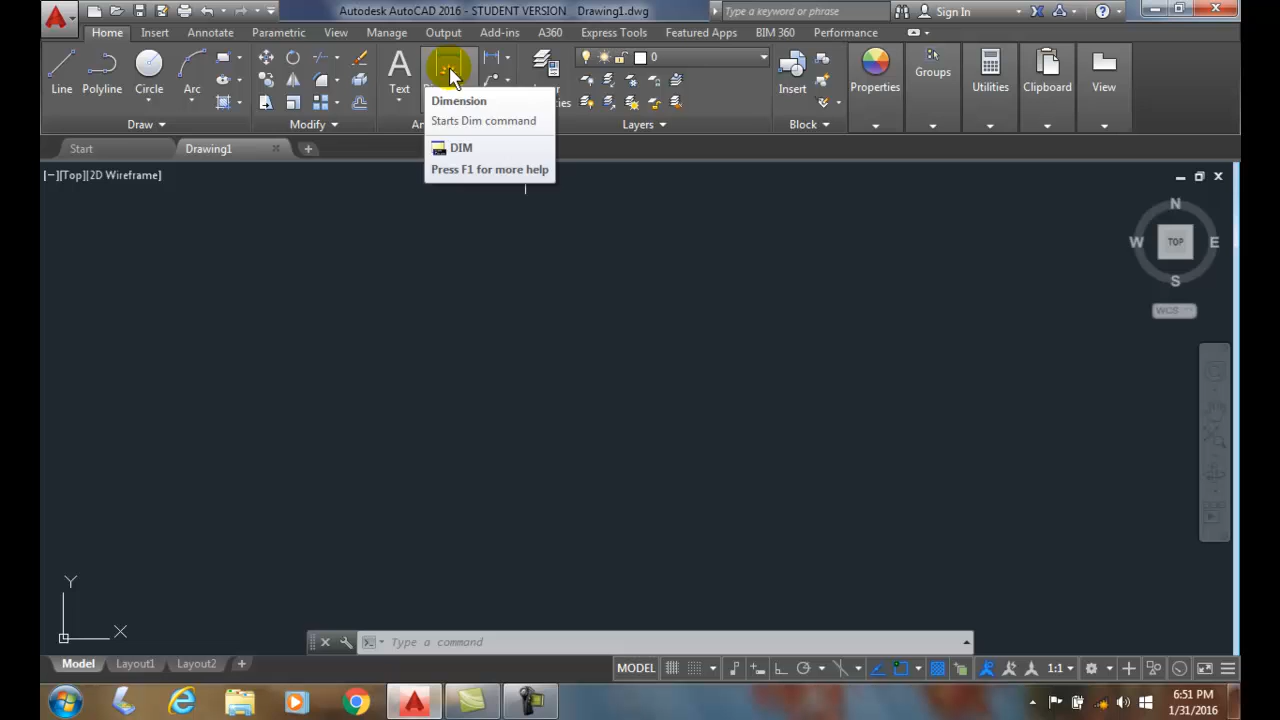 Autodesk AutoCAD 2016 - STUDENT VERSION Drawing1.dwg
Type a keyword or phrase
Sign In
Home Insert Annotate Parametric View Manage Output Add-ins A360 Express Tools Featured Apps BIM 360 Performance
Line Polyline Circle Arc
Text
0
Insert
Properties
Groups
Utilities
Clipboard
View
Draw Modify Layers Block
Dimension
Starts Dim command
DIM
Press F1 for more help
Start Drawing1
[−][Top][2D Wireframe]
N
W TOP E
S
WCS
Y
X
Type a command
Model Layout1 Layout2
MODEL 1:1
6:51 PM
1/31/2016